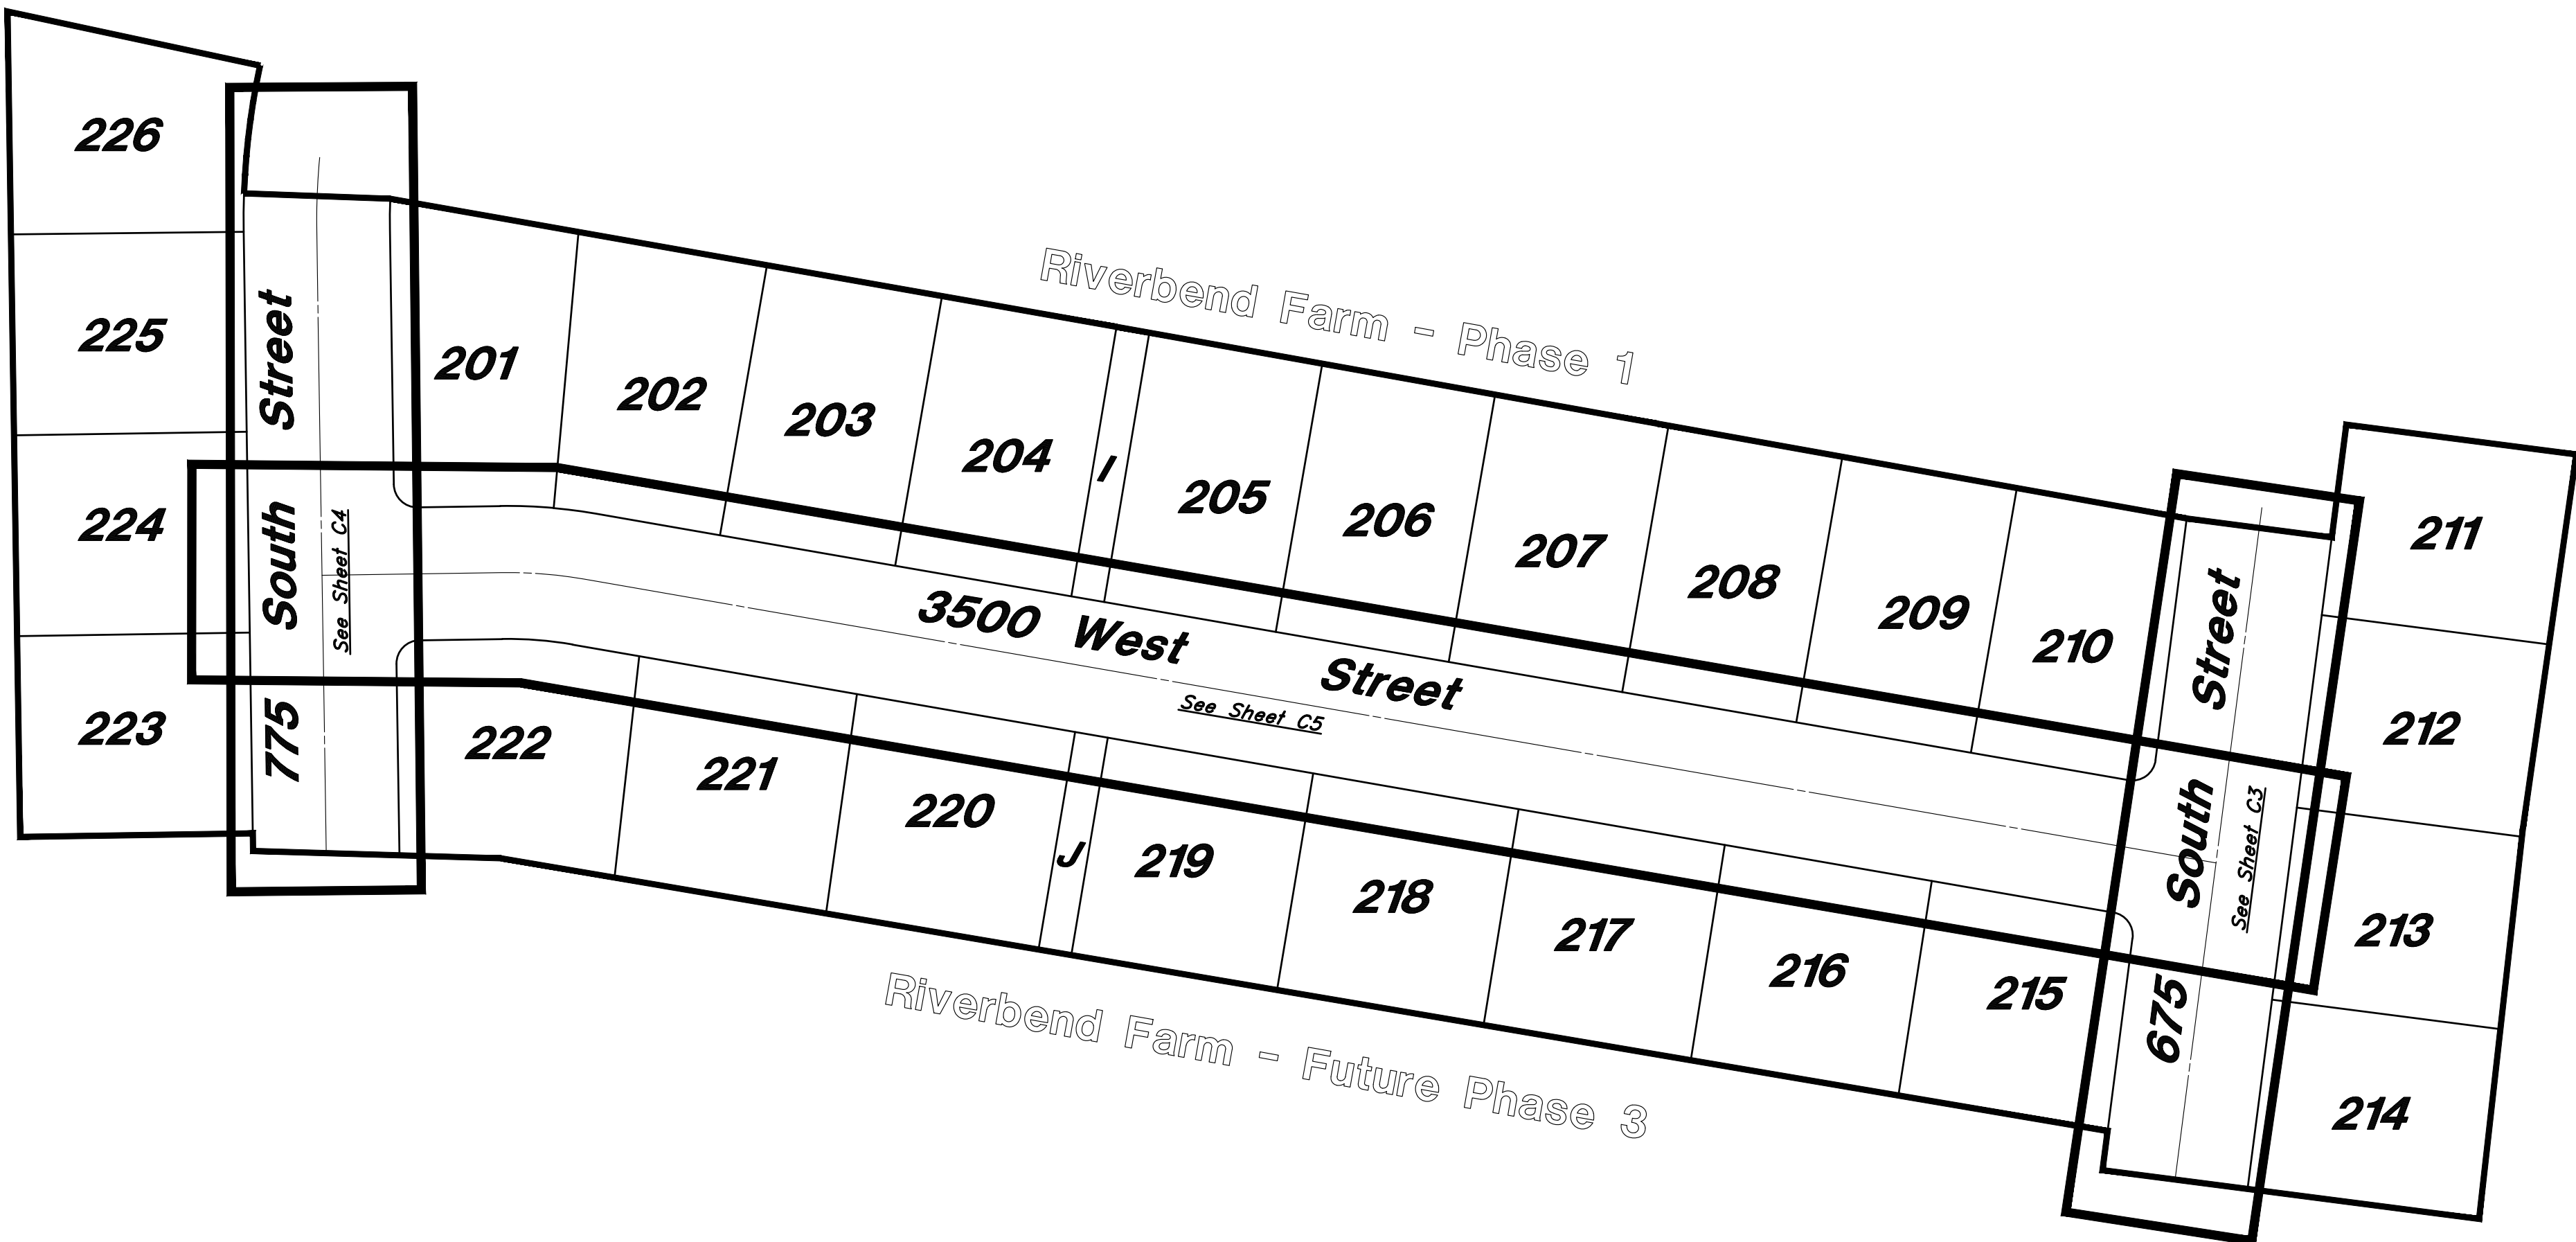 226
225
224
223
775 South Street
See Sheet C4
Riverbend Farm - Phase 1
201
202
203
204
I
205
206
207
208
209
210
3500 West Street
See Sheet C5
222
221
220
J
219
218
217
216
215
Riverbend Farm - Future Phase 3
675 South Street
See Sheet C3
211
212
213
214